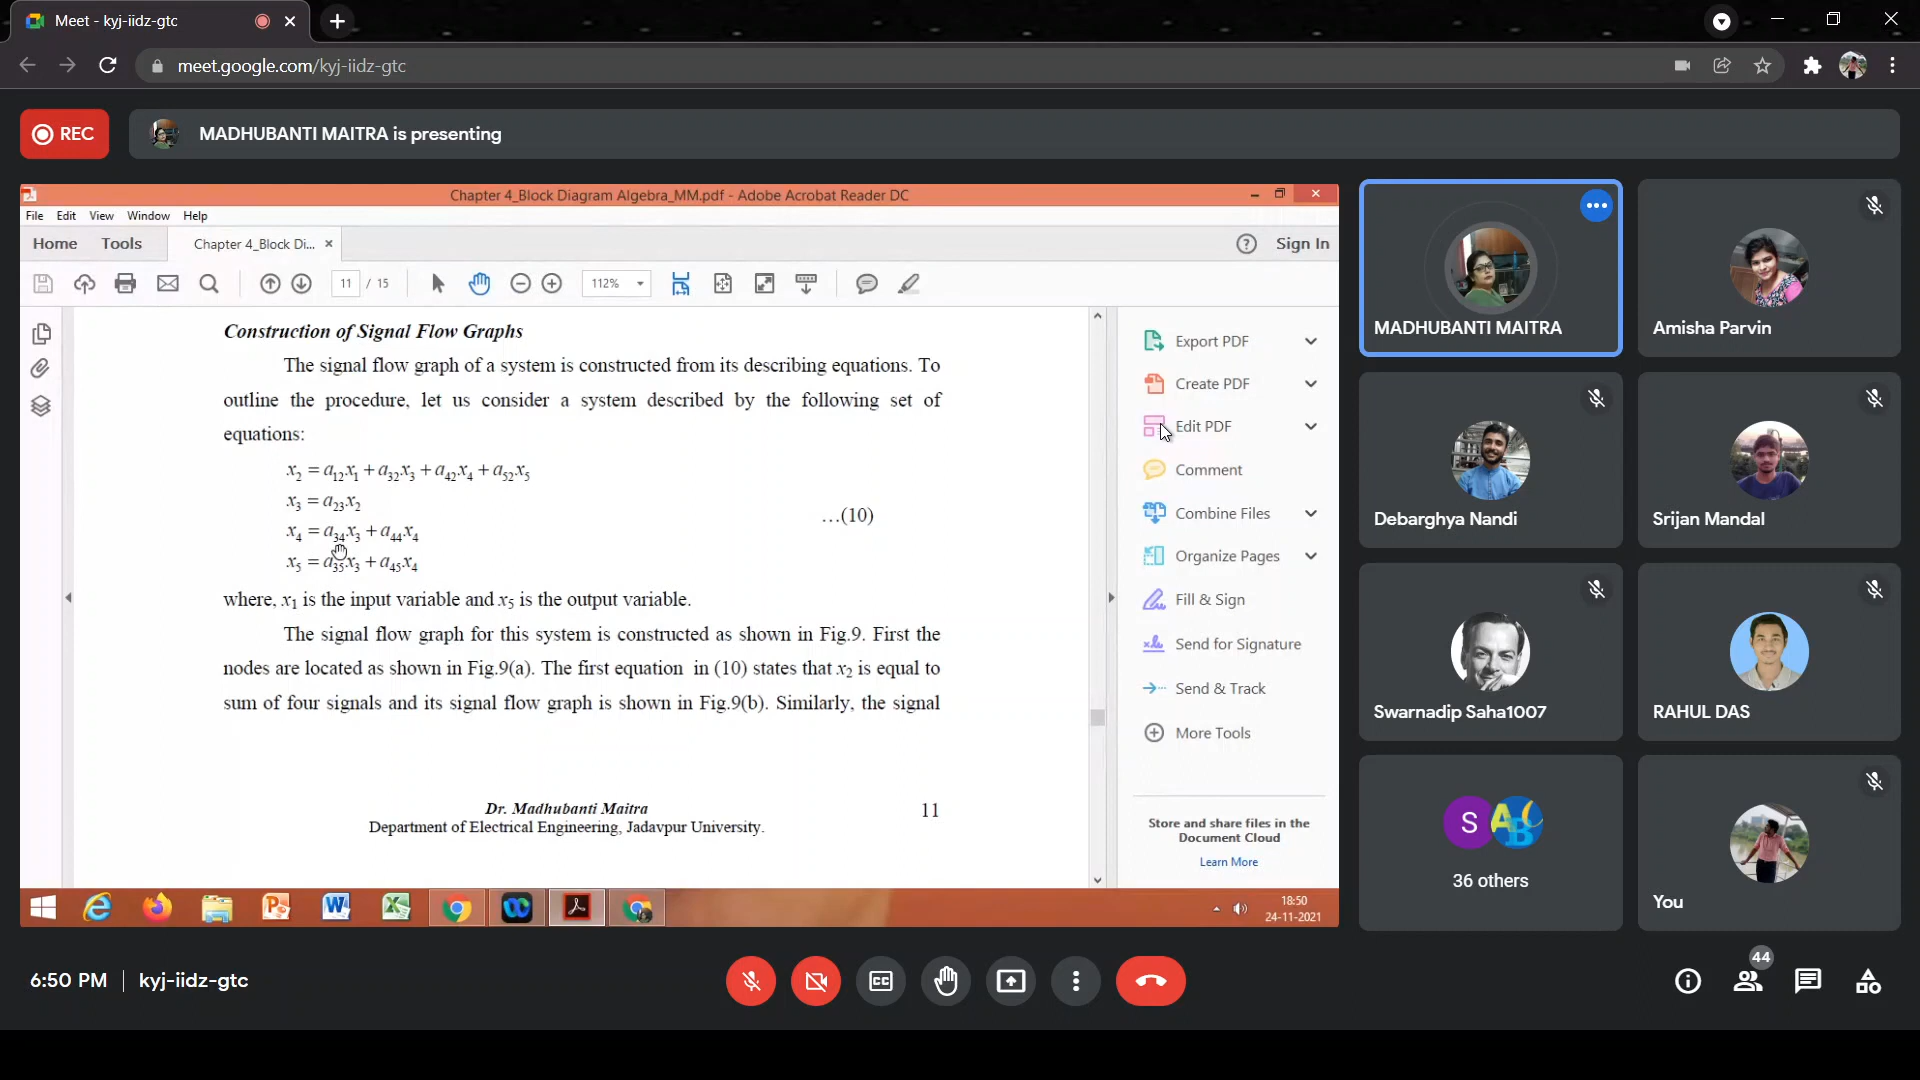 Meet - kyj-iidz-gtc
meet.google.com/kyj-iidz-gtc
REC
MADHUBANTI MAITRA is presenting
Chapter 4_Block Diagram Algebra_MM.pdf - Adobe Acrobat Reader DC
File Edit View Window Help
Home Tools Chapter 4_Block Di... Sign In
11 / 15 112%
Construction of Signal Flow Graphs
The signal flow graph of a system is constructed from its describing equations. To
outline the procedure, let us consider a system described by the following set of
equations:
x₂ = a₁₂x₁ + a₃₂x₃ + a₄₂x₄ + a₅₂x₅
x₃ = a₂₃x₂
...(10)
x₄ = a₃₄x₃ + a₄₄x₄
x₅ = a₃₅x₃ + a₄₅x₄
where, x₁ is the input variable and x₅ is the output variable.
The signal flow graph for this system is constructed as shown in Fig.9. First the
nodes are located as shown in Fig.9(a). The first equation in (10) states that x₂ is equal to
sum of four signals and its signal flow graph is shown in Fig.9(b). Similarly, the signal
Dr. Madhubanti Maitra
Department of Electrical Engineering, Jadavpur University.
11
Export PDF
Create PDF
Edit PDF
Comment
Combine Files
Organize Pages
Fill & Sign
Send for Signature
Send & Track
More Tools
Store and share files in the
Document Cloud
Learn More
18:50
24-11-2021
MADHUBANTI MAITRA
Amisha Parvin
Debarghya Nandi
Srijan Mandal
Swarnadip Saha1007
RAHUL DAS
S
AB
36 others
You
6:50 PM | kyj-iidz-gtc
44